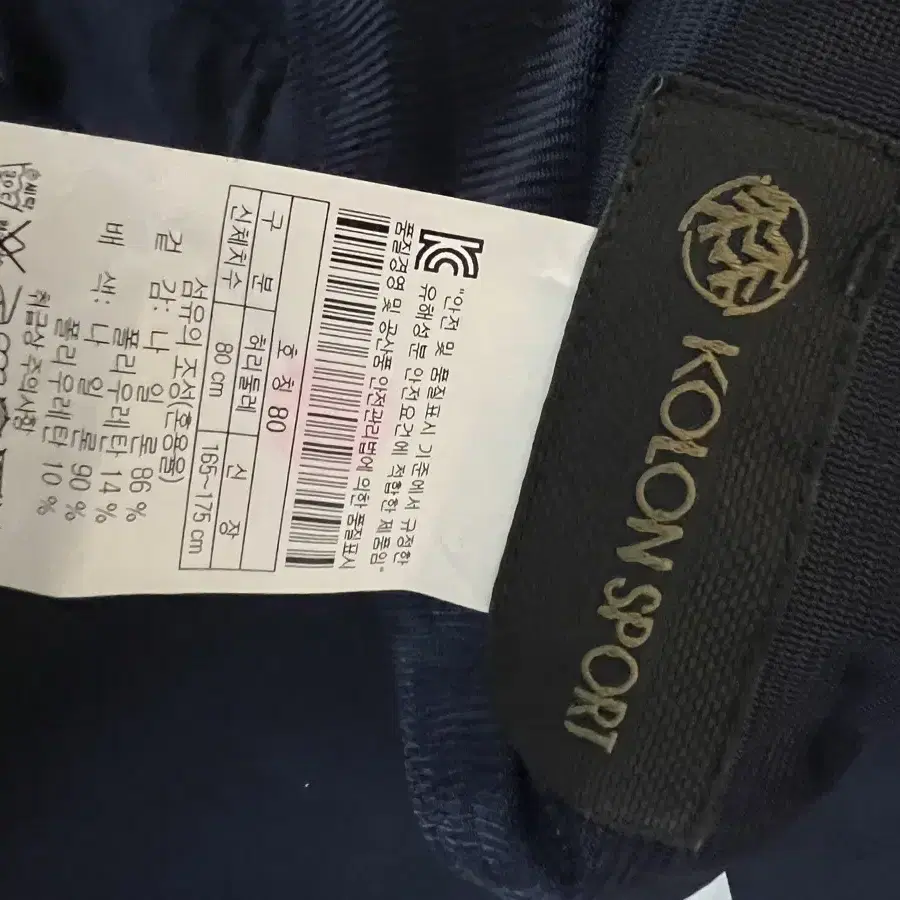 KOLON SPORT
"안전 및 품질표시 기준에서 규정한
유해성분 안전요건에 적합한 제품임"
품질경영 및 공산품 안전관리법에 의한 품질표시
호칭 80
구 분 허리둘레 신 장
신체치수 80 cm 165~175 cm
섬유의 조성(혼용율)
겉 감: 나 일 론 86 %
폴리우레탄 14 %
배 색: 나 일 론 90 %
폴리우레탄 10 %
취급상 주의사항